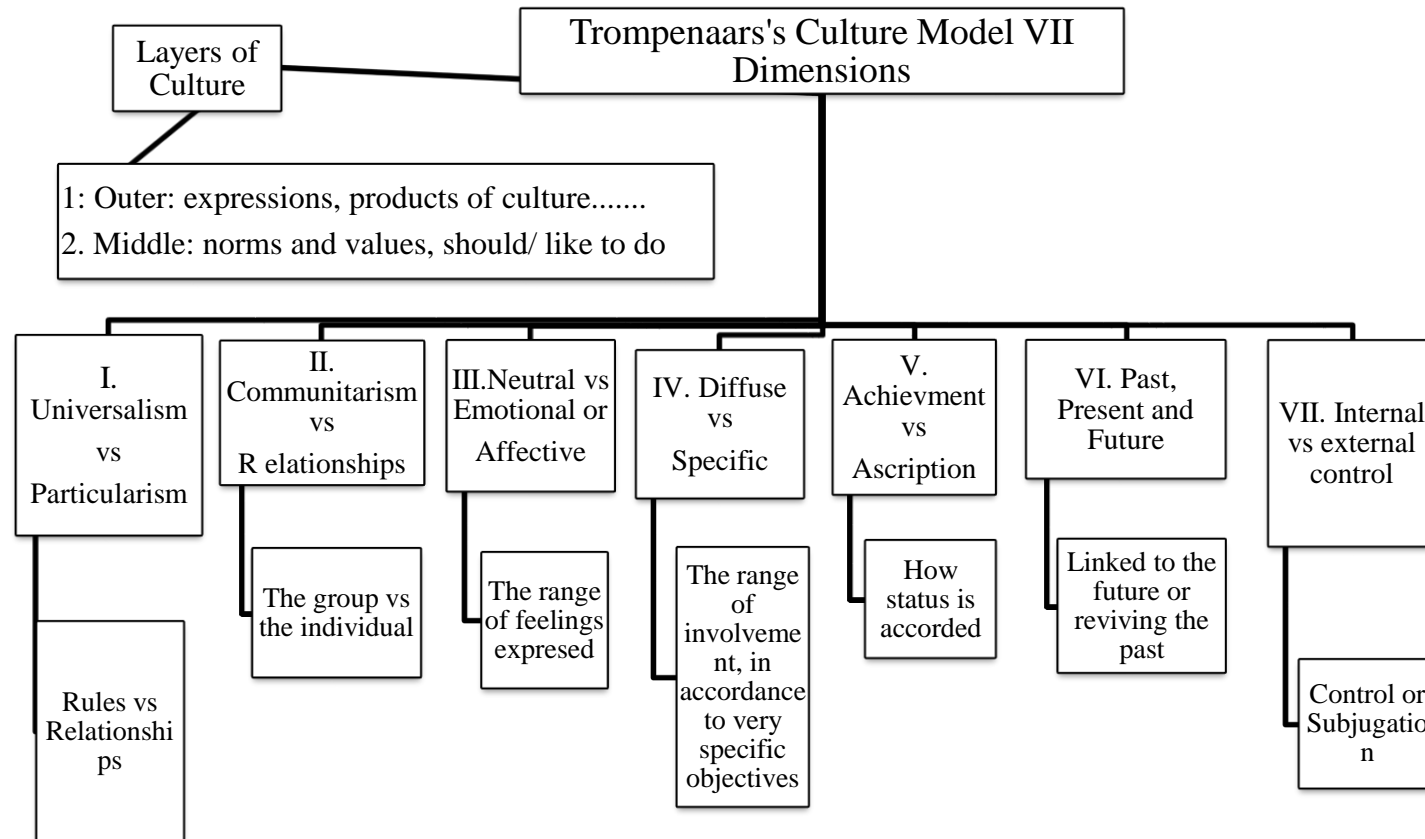 Trompenaars's Culture Model VII
Dimensions
Layers of
Culture
1: Outer: expressions, products of culture.......
2. Middle: norms and values, should/ like to do
I.
Universalism
vs
Particularism
II.
Communitarism
vs
R elationships
III.Neutral vs
Emotional or
Affective
IV. Diffuse
vs
Specific
V.
Achievment
vs
Ascription
VI. Past,
Present and
Future
VII. Internal
vs external
control
Rules vs
Relationshi
ps
The group vs
the individual
The range
of feelings
expresed
The range
of
involveme
nt, in
accordance
to very
specific
objectives
How
status is
accorded
Linked to the
future or
reviving the
past
Control or
Subjugatio
n